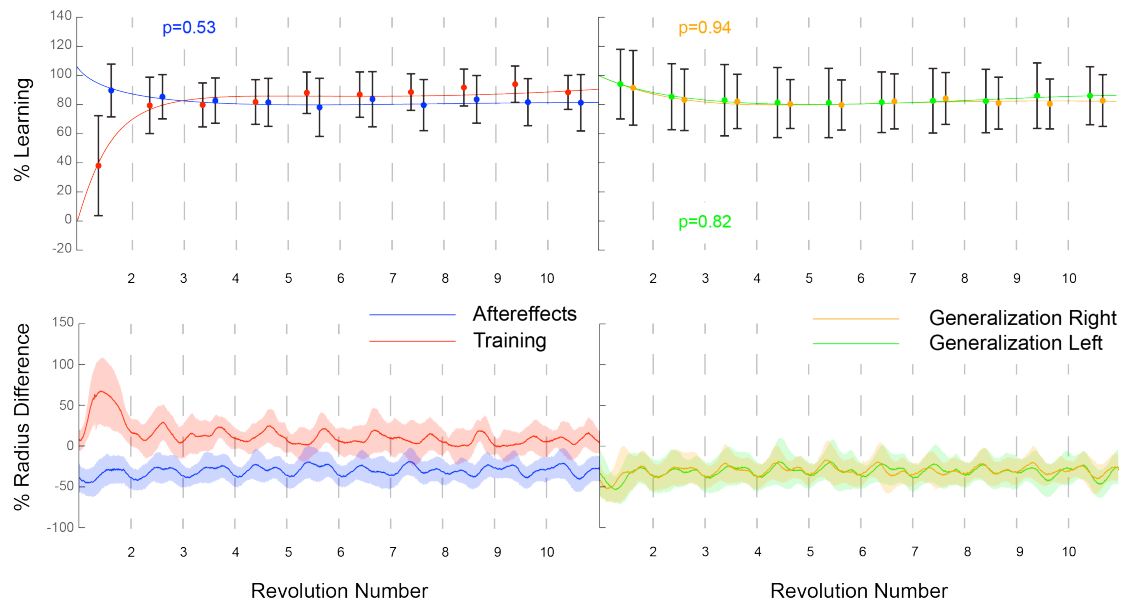 140
120
100
80
60
40
20
0
-20
% Learning
p=0.53
p=0.94
p=0.82
2 3 4 5 6 7 8 9 10
2 3 4 5 6 7 8 9 10
150
100
50
0
-50
-100
% Radius Difference
Aftereffects
Training
Generalization Right
Generalization Left
2 3 4 5 6 7 8 9 10
2 3 4 5 6 7 8 9 10
Revolution Number
Revolution Number